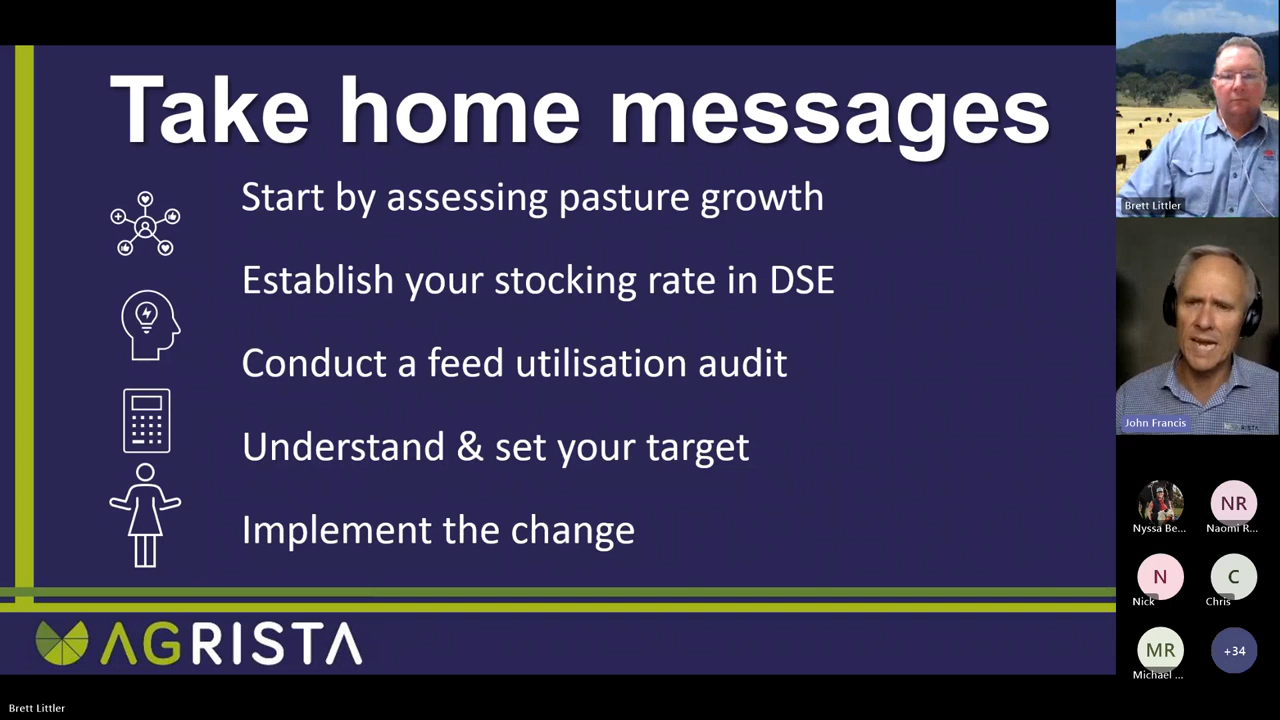 Take home messages
Start by assessing pasture growth
Establish your stocking rate in DSE
Conduct a feed utilisation audit
Understand & set your target
Implement the change
AGRISTA
Brett Littler
John Francis
Nyssa Be...
NR
Naomi R...
N
Nick
C
Chris
MR
Michael ...
+34
Brett Littler